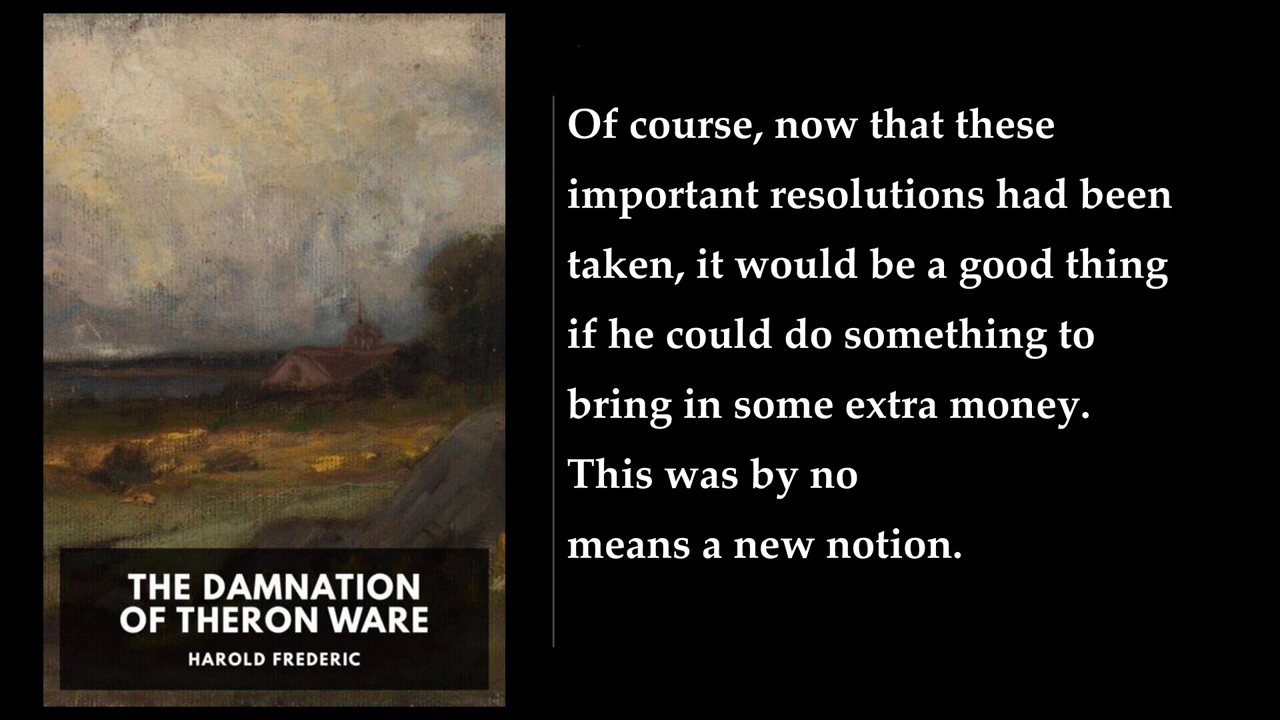 THE DAMNATION
OF THERON WARE
HAROLD FREDERIC
Of course, now that these
important resolutions had been
taken, it would be a good thing
if he could do something to
bring in some extra money.
This was by no
means a new notion.